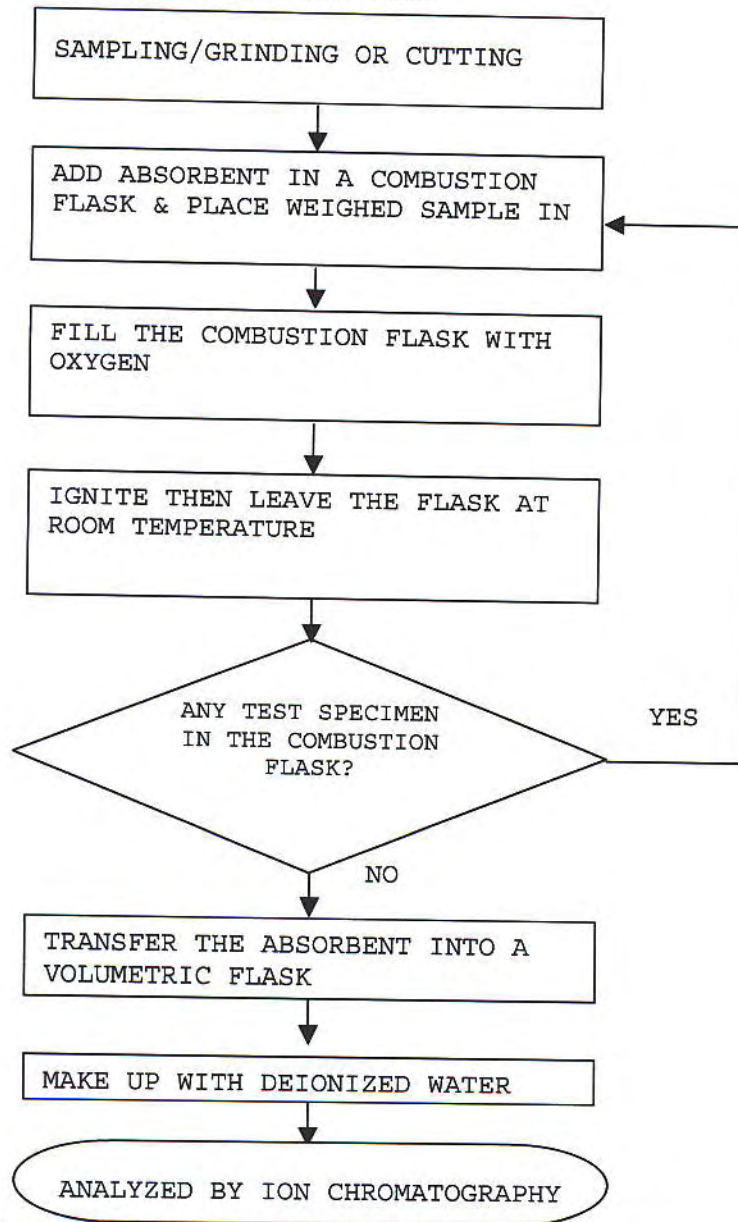 SAMPLING/GRINDING OR CUTTING
ADD ABSORBENT IN A COMBUSTION
FLASK & PLACE WEIGHED SAMPLE IN
FILL THE COMBUSTION FLASK WITH
OXYGEN
IGNITE THEN LEAVE THE FLASK AT
ROOM TEMPERATURE
ANY TEST SPECIMEN
IN THE COMBUSTION
FLASK?
YES
NO
TRANSFER THE ABSORBENT INTO A
VOLUMETRIC FLASK
MAKE UP WITH DEIONIZED WATER
ANALYZED BY ION CHROMATOGRAPHY